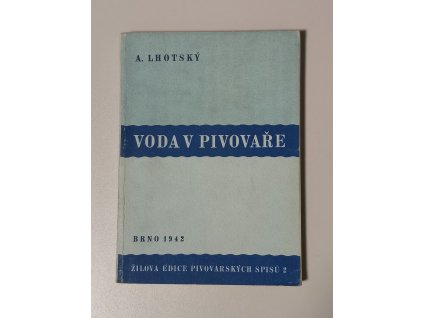 A. LHOTSKÝ
VODA V PIVOVAŘE
BRNO 1942
ŽILOVA EDICE PIVOVARSKÝCH SPISŮ 2